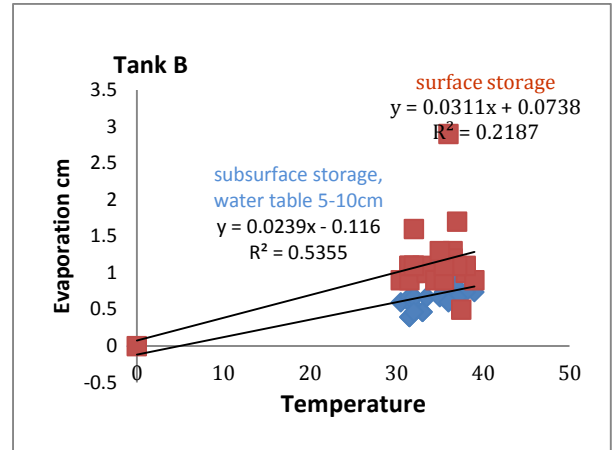 Tank B
surface storage
y = 0.0311x + 0.0738
R² = 0.2187
subsurface storage,
water table 5-10cm
y = 0.0239x - 0.116
R² = 0.5355
Evaporation cm
3.5
3
2.5
2
1.5
1
0.5
0
-0.5
0 10 20 30 40 50
Temperature